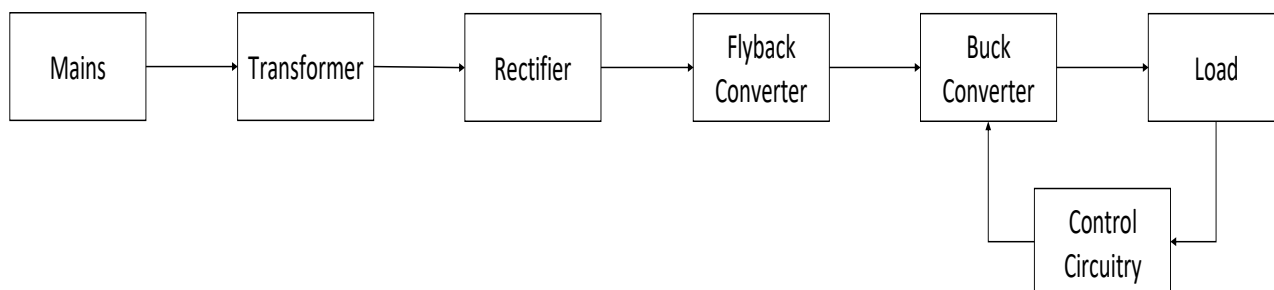 Mains
Transformer
Rectifier
Flyback
Converter
Buck
Converter
Load
Control
Circuitry